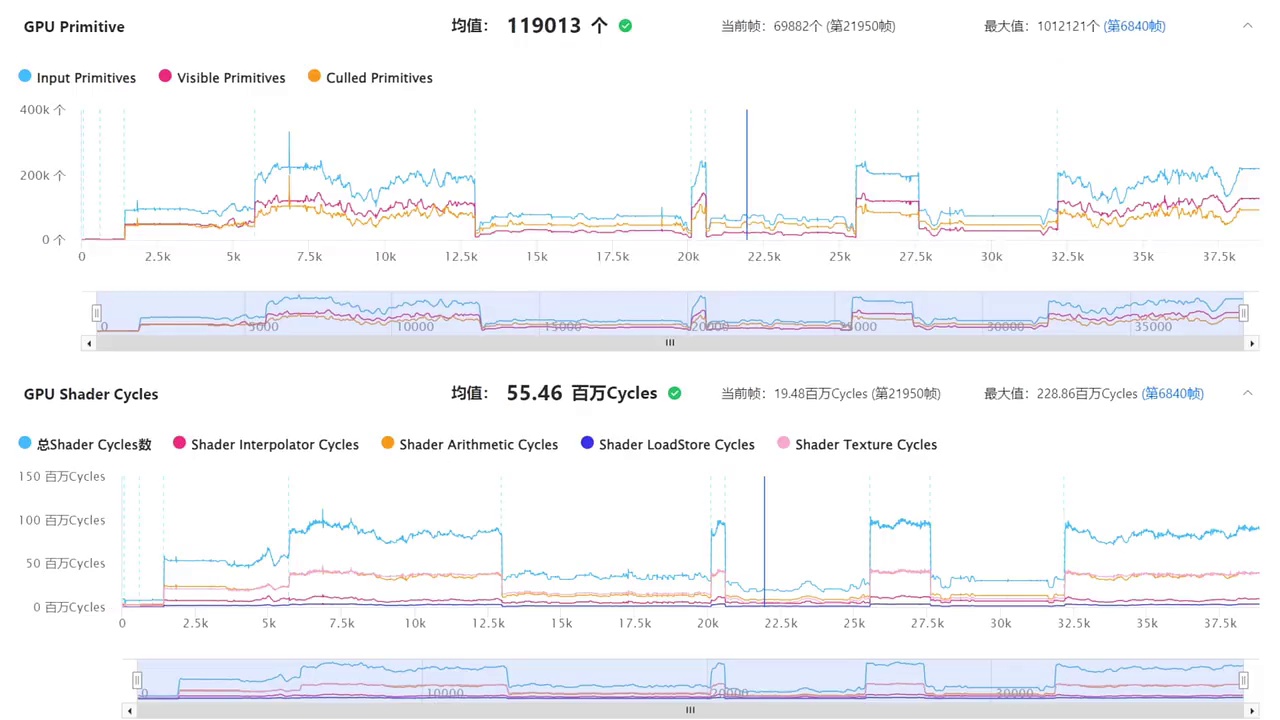 GPU Primitive 均值： 119013 个 当前帧：69882个 (第21950帧) 最大值：1012121个 (第6840帧)
Input Primitives Visible Primitives Culled Primitives
400k 个
200k 个
0 个
0 2.5k 5k 7.5k 10k 12.5k 15k 17.5k 20k 22.5k 25k 27.5k 30k 32.5k 35k 37.5k
0 5000 10000 15000 20000 25000 30000 35000
GPU Shader Cycles 均值： 55.46 百万Cycles 当前帧：19.48百万Cycles (第21950帧) 最大值：228.86百万Cycles (第6840帧)
总Shader Cycles数 Shader Interpolator Cycles Shader Arithmetic Cycles Shader LoadStore Cycles Shader Texture Cycles
150 百万Cycles
100 百万Cycles
50 百万Cycles
0 百万Cycles
0 2.5k 5k 7.5k 10k 12.5k 15k 17.5k 20k 22.5k 25k 27.5k 30k 32.5k 35k 37.5k
0 10000 20000 30000